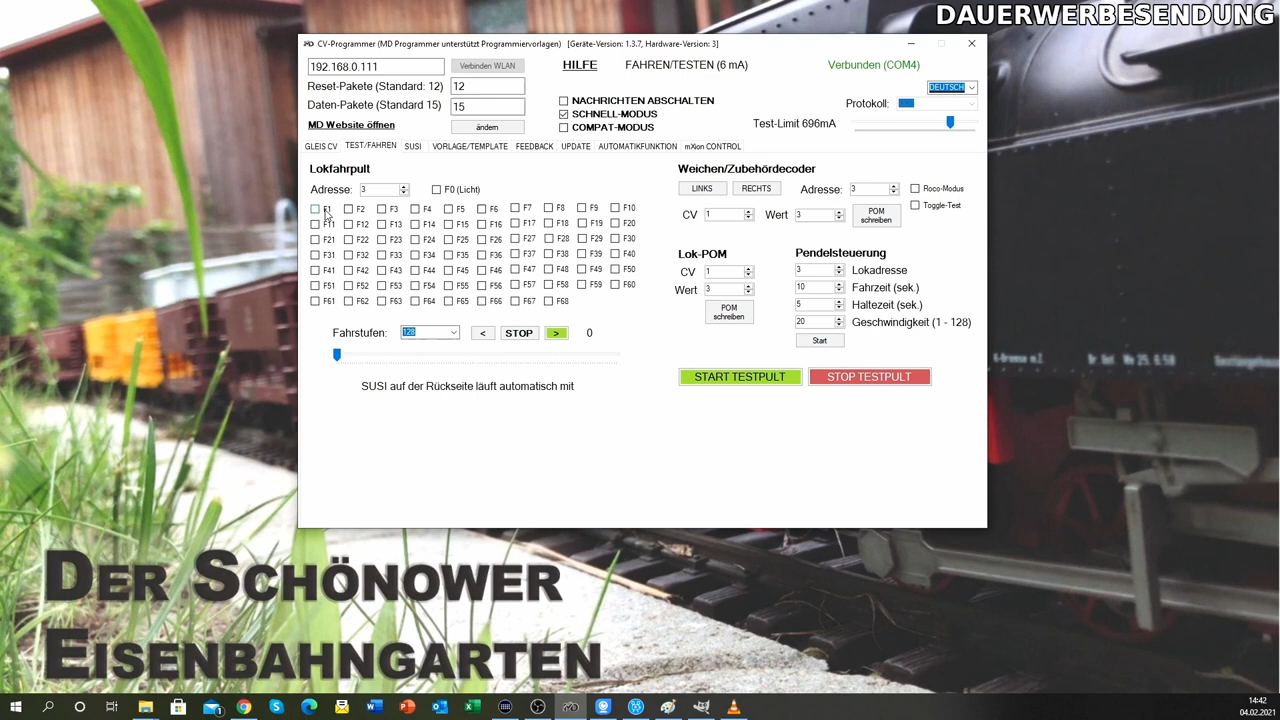 DAUERWERBESENDUNG
CV-Programmer (MD Programmer unterstützt Programmiervorlagen) [Geräte-Version: 1.3.7, Hardware-Version: 3]
192.168.0.111
Verbinden WLAN
HILFE
FAHREN/TESTEN (6 mA)
Verbunden (COM4)
Reset-Pakete (Standard: 12)
12
DEUTSCH
Daten-Pakete (Standard 15)
15
NACHRICHTEN ABSCHALTEN
Protokoll:
SCHNELL-MODUS
MD Website öffnen
ändern
COMPAT-MODUS
Test-Limit 696mA
GLEIS CV
TEST/FAHREN
SUSI
VORLAGE/TEMPLATE
FEEDBACK
UPDATE
AUTOMATIKFUNKTION
mXion CONTROL
Lokfahrpult
Adresse: 3
F0 (Licht)
F1 F2 F3 F4 F5 F6 F7 F8 F9 F10
F11 F12 F13 F14 F15 F16 F17 F18 F19 F20
F21 F22 F23 F24 F25 F26 F27 F28 F29 F30
F31 F32 F33 F34 F35 F36 F37 F38 F39 F40
F41 F42 F43 F44 F45 F46 F47 F48 F49 F50
F51 F52 F53 F54 F55 F56 F57 F58 F59 F60
F61 F62 F63 F64 F65 F66 F67 F68
Fahrstufen: 128 < STOP > 0
SUSI auf der Rückseite läuft automatisch mit
Weichen/Zubehördecoder
LINKS RECHTS Adresse: 3 Roco-Modus
Toggle-Test
CV 1 Wert 3 POM schreiben
Lok-POM
CV 1
Wert 3
POM
schreiben
Pendelsteuerung
3 Lokadresse
10 Fahrzeit (sek.)
5 Haltezeit (sek.)
20 Geschwindigkeit (1 - 128)
Start
START TESTPULT STOP TESTPULT
DER SCHÖNOWER
EISENBAHNGARTEN
14:42
04.02.2021